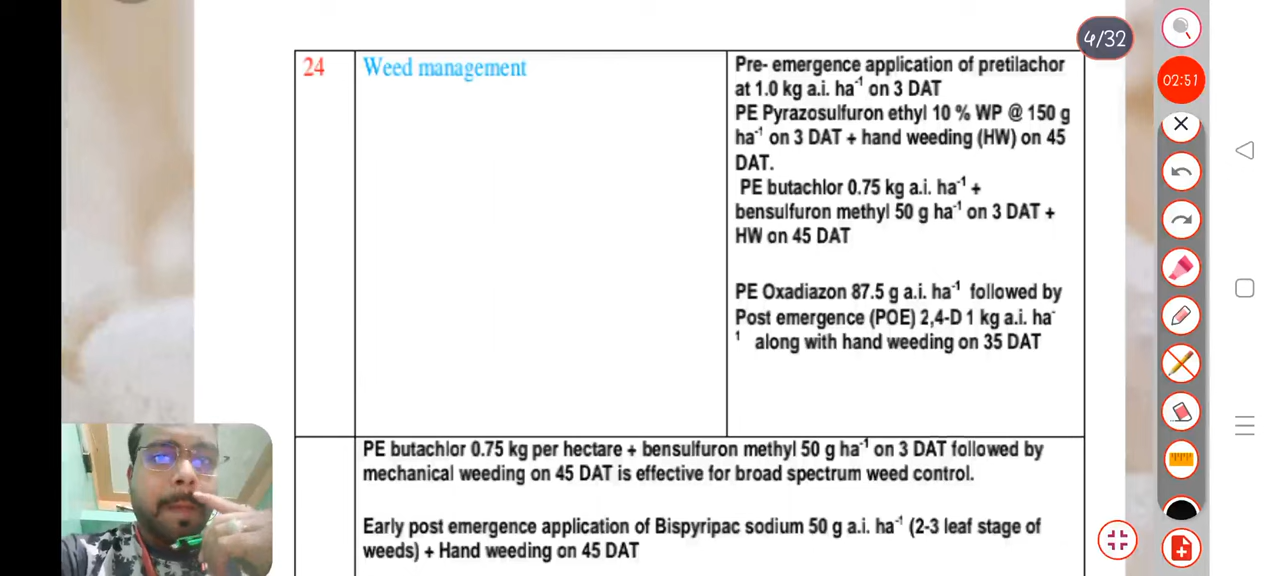 4/32
02:51
24
Weed management
Pre- emergence application of pretilachor
at 1.0 kg a.i. ha-1 on 3 DAT
PE Pyrazosulfuron ethyl 10 % WP @ 150 g
ha-1 on 3 DAT + hand weeding (HW) on 45
DAT.
PE butachlor 0.75 kg a.i. ha-1 +
bensulfuron methyl 50 g ha-1 on 3 DAT +
HW on 45 DAT
PE Oxadiazon 87.5 g a.i. ha-1 followed by
Post emergence (POE) 2,4-D 1 kg a.i. ha-
1 along with hand weeding on 35 DAT
PE butachlor 0.75 kg per hectare + bensulfuron methyl 50 g ha-1 on 3 DAT followed by
mechanical weeding on 45 DAT is effective for broad spectrum weed control.
Early post emergence application of Bispyripac sodium 50 g a.i. ha-1 (2-3 leaf stage of
weeds) + Hand weeding on 45 DAT